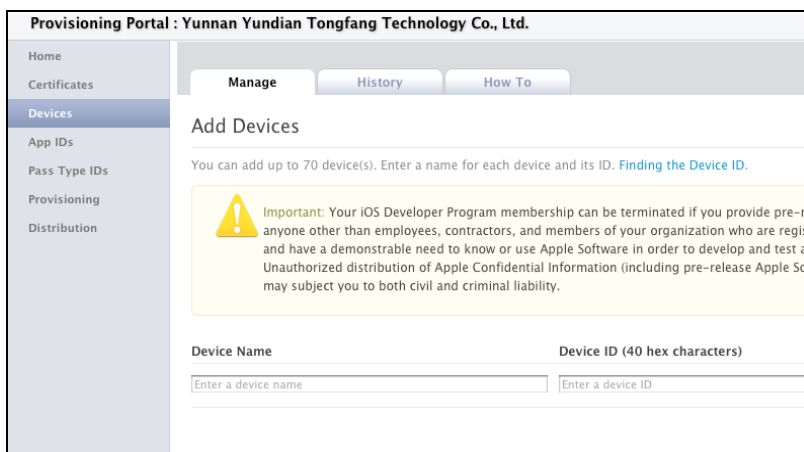 Provisioning Portal : Yunnan Yundian Tongfang Technology Co., Ltd.
Home
Certificates
Devices
App IDs
Pass Type IDs
Provisioning
Distribution
Manage
History
How To
Add Devices
You can add up to 70 device(s). Enter a name for each device and its ID. Finding the Device ID.
Important: Your iOS Developer Program membership can be terminated if you provide pre-
anyone other than employees, contractors, and members of your organization who are
and have a demonstrable need to know or use Apple Software in order to develop and test
Unauthorized distribution of Apple Confidential Information (including pre-release Apple
may subject you to both civil and criminal liability.
Device Name
Device ID (40 hex characters)
Enter a device name
Enter a device ID